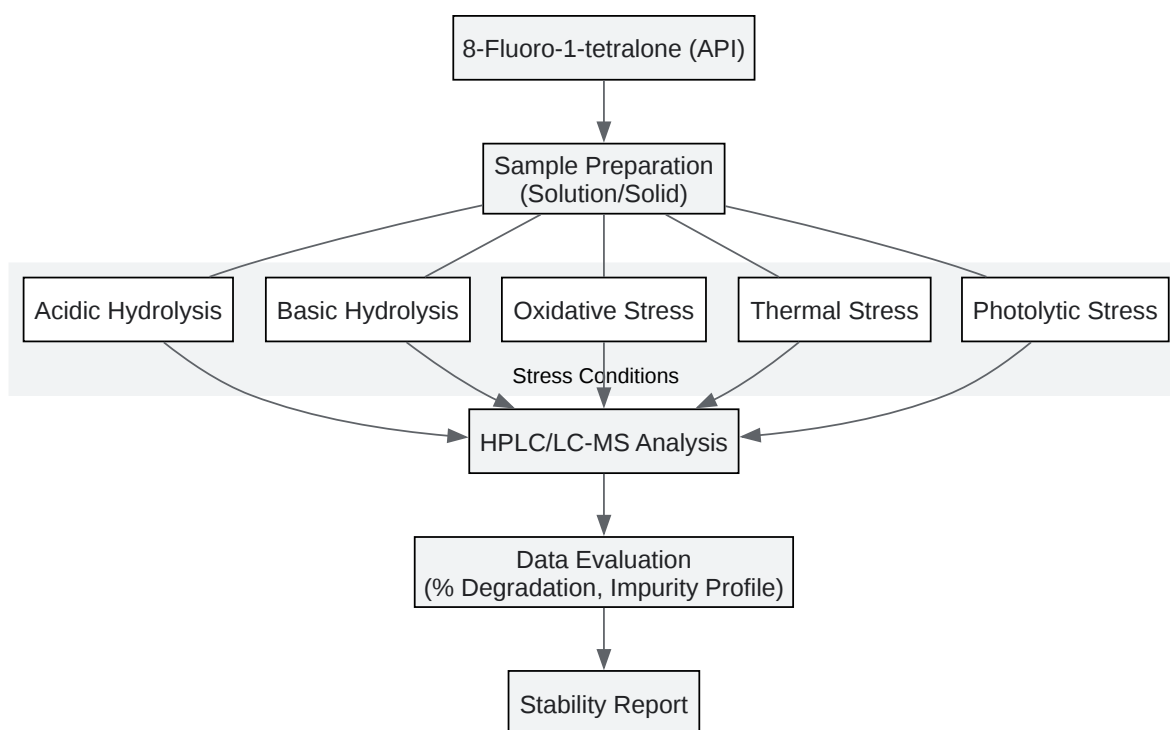 8-Fluoro-1-tetralone (API)
Sample Preparation
(Solution/Solid)
Acidic Hydrolysis
Basic Hydrolysis
Oxidative Stress
Thermal Stress
Photolytic Stress
Stress Conditions
HPLC/LC-MS Analysis
Data Evaluation
(% Degradation, Impurity Profile)
Stability Report